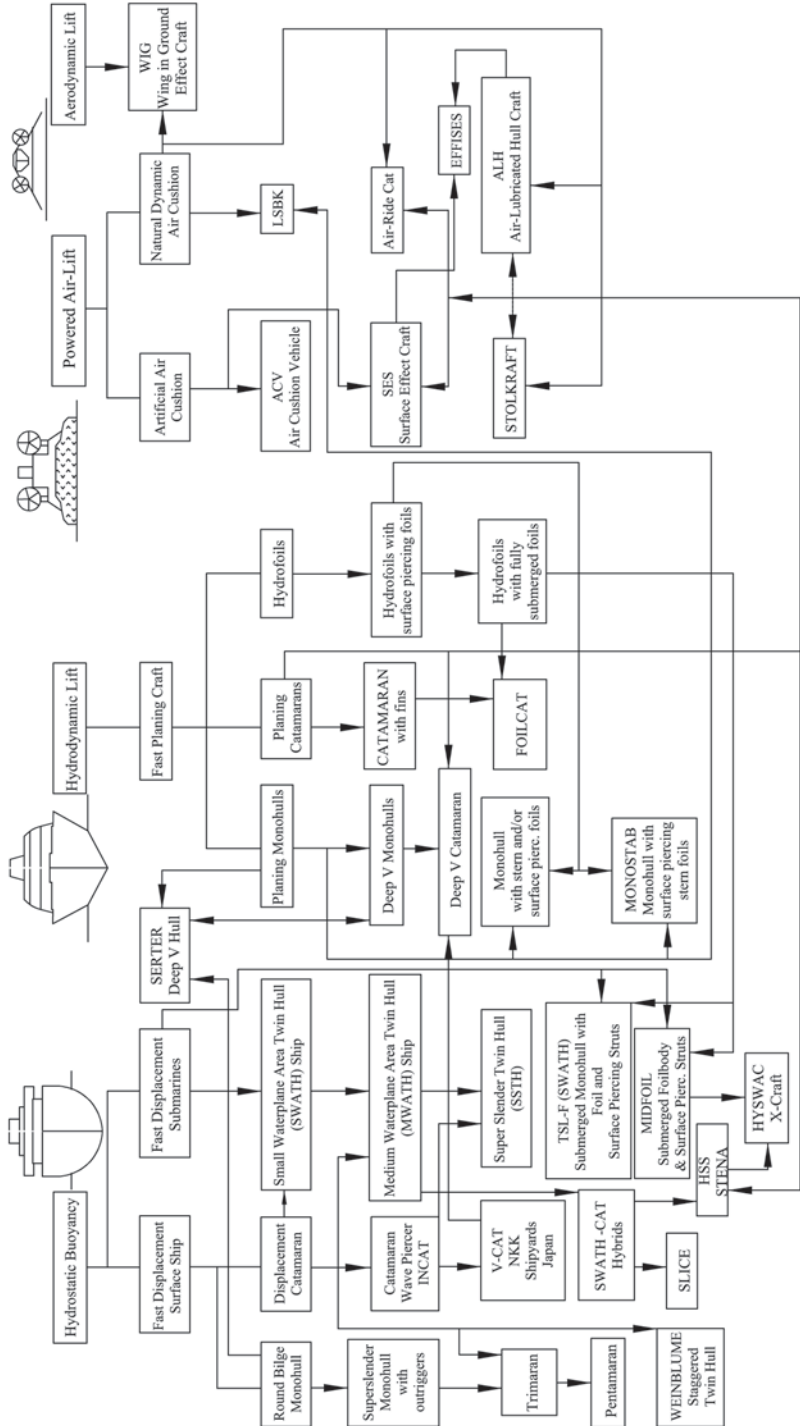 Hydrostatic Buoyancy
Hydrodynamic Lift
Powered Air-Lift
Aerodynamic Lift
Fast Displacement
Surface Ship
Fast Displacement
Submarines
SERTER
Deep V Hull
Fast Planing Craft
Artificial Air
Cushion
Natural Dynamic
Air Cushion
WIG
Wing in Ground
Effect Craft
Round Bilge
Monohull
Displacement
Catamaran
Small Waterplane Area Twin Hull
(SWATH) Ship
Planing Monohulls
Planing
Catamarans
Hydrofoils
ACV
Air Cushion Vehicle
LSBK
Superslender
Monohull
with
outriggers
Catamaran
Wave Piercer
INCAT
Medium Waterplane Area Twin Hull
(MWATH) Ship
Deep V Monohulls
CATAMARAN
with fins
Hydrofoils with
surface piercing foils
SES
Surface Effect Craft
Air-Ride Cat
EFFISES
Deep V Catamaran
Trimaran
V-CAT
NKK
Shipyards
Japan
Super Slender Twin Hull
(SSTH)
Monohull
with stern and/or
surface pierc. foils
FOILCAT
Hydrofoils
with fully
submerged foils
STOLKRAFT
ALH
Air-Lubricated Hull Craft
Pentamaran
SWATH -CAT
Hybrids
TSL-F (SWATH)
Submerged Monohull with
Foil and
Surface Piercing Struts
MONOSTAB
Monohull with
surface piercing
stern foils
WEINBLUME
Staggered
Twin Hull
SLICE
HSS
STENA
MIDFOIL
Submerged Foilbody
& Surface Pierc. Struts
HYSWAC
X-Craft